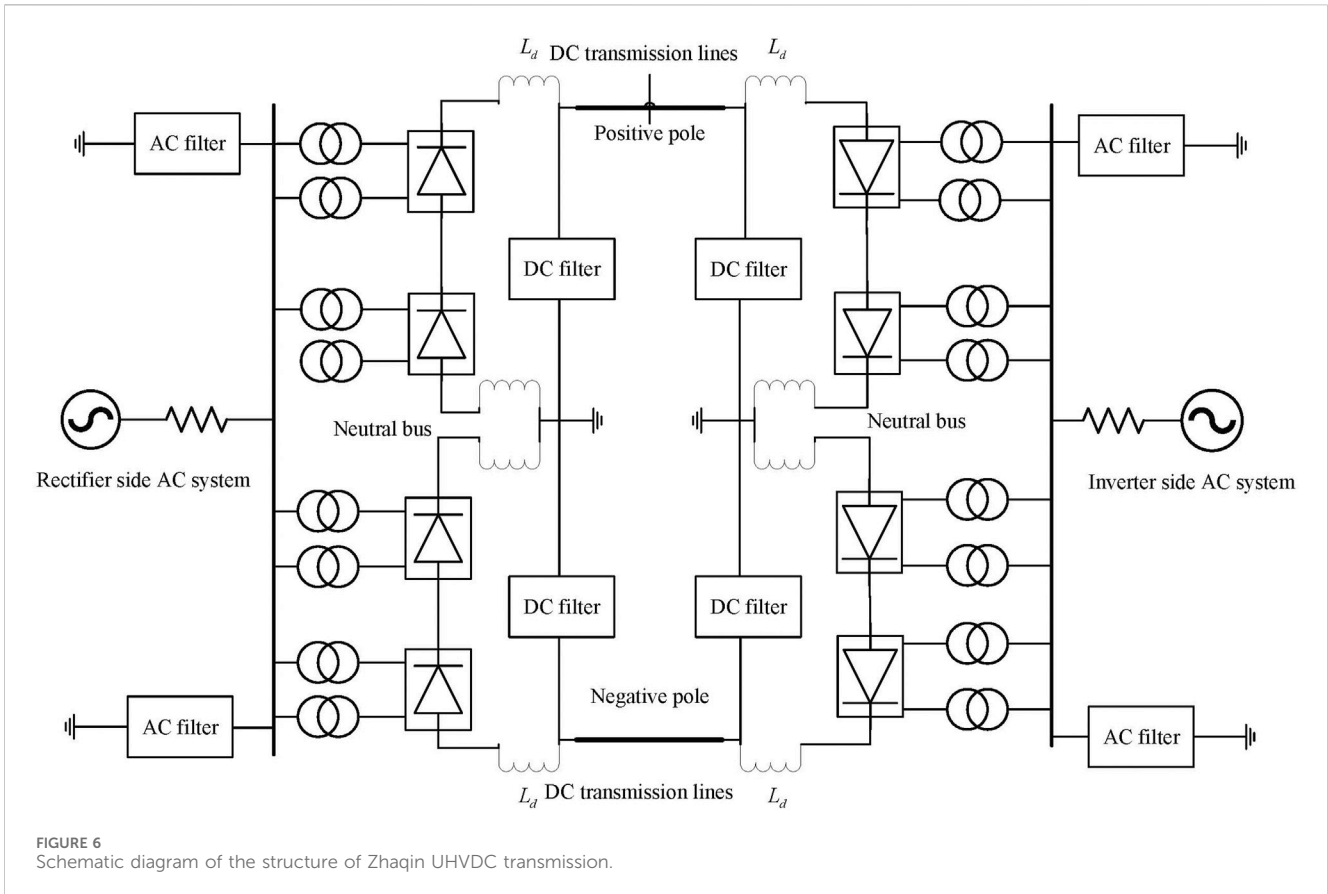 L_d DC transmission lines L_d
AC filter
Positive pole
AC filter
DC filter
DC filter
Neutral bus
Neutral bus
Rectifier side AC system
Inverter side AC system
DC filter
DC filter
Negative pole
AC filter
AC filter
L_d DC transmission lines L_d
FIGURE 6
Schematic diagram of the structure of Zhaqin UHVDC transmission.